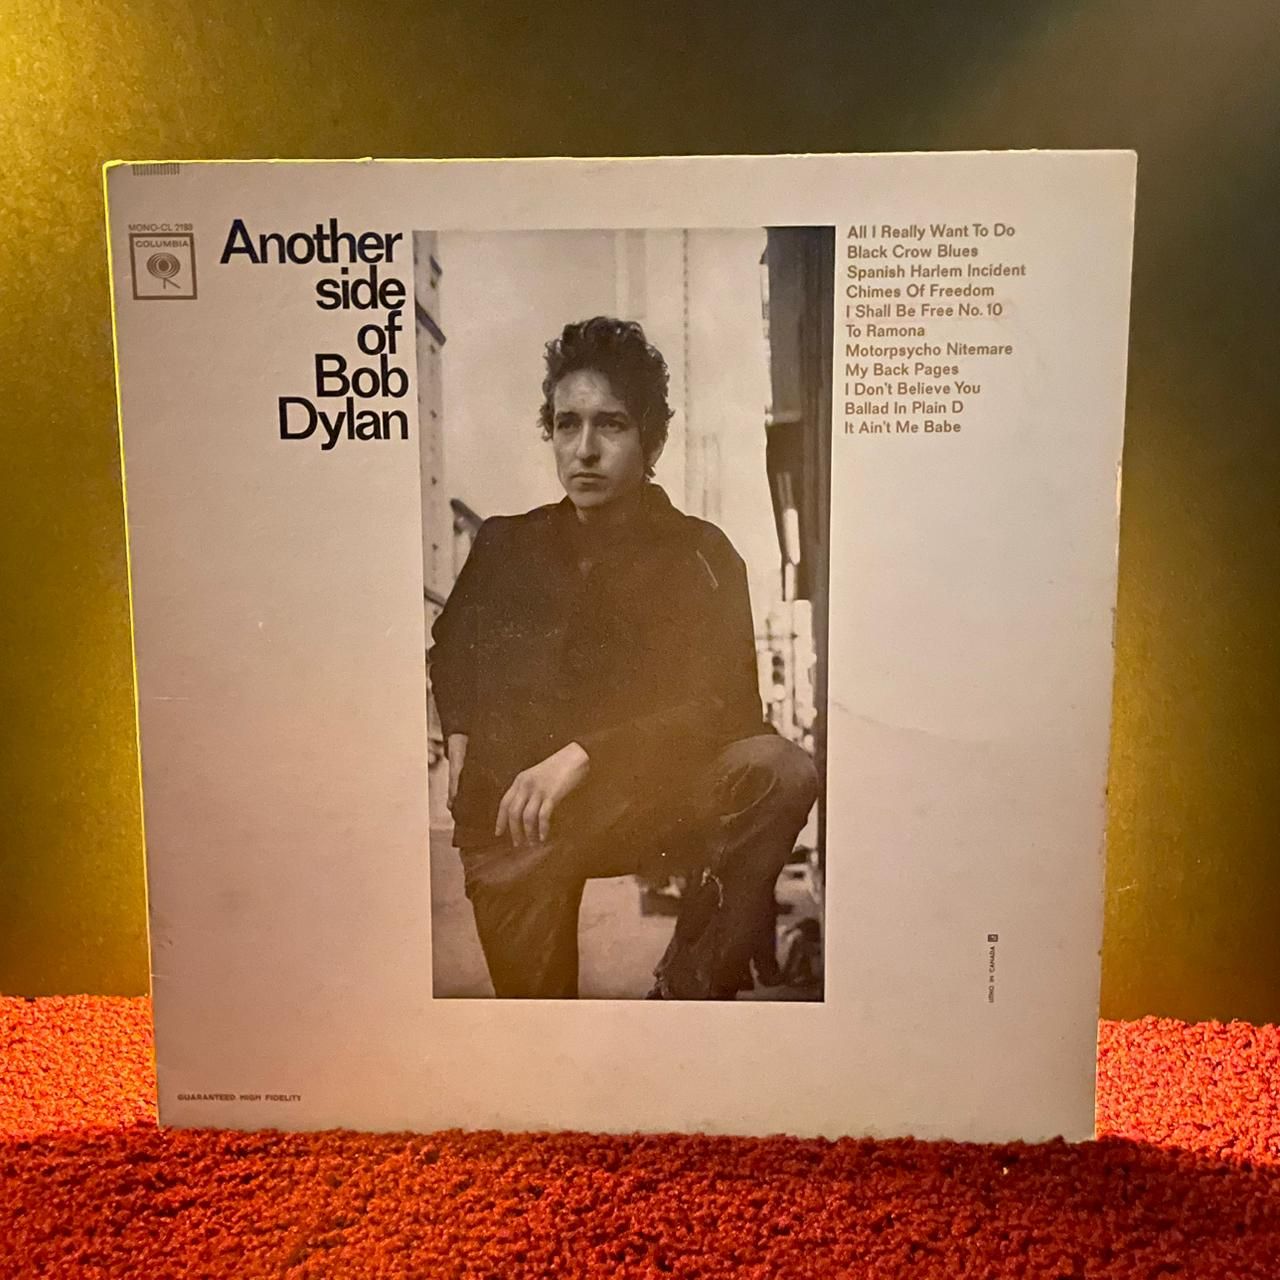 MONO-CL 2193
COLUMBIA
Another
side
of
Bob
Dylan
All I Really Want To Do
Black Crow Blues
Spanish Harlem Incident
Chimes Of Freedom
I Shall Be Free No. 10
To Ramona
Motorpsycho Nitemare
My Back Pages
I Don't Believe You
Ballad In Plain D
It Ain't Me Babe
LITHO IN CANADA
GUARANTEED HIGH FIDELITY